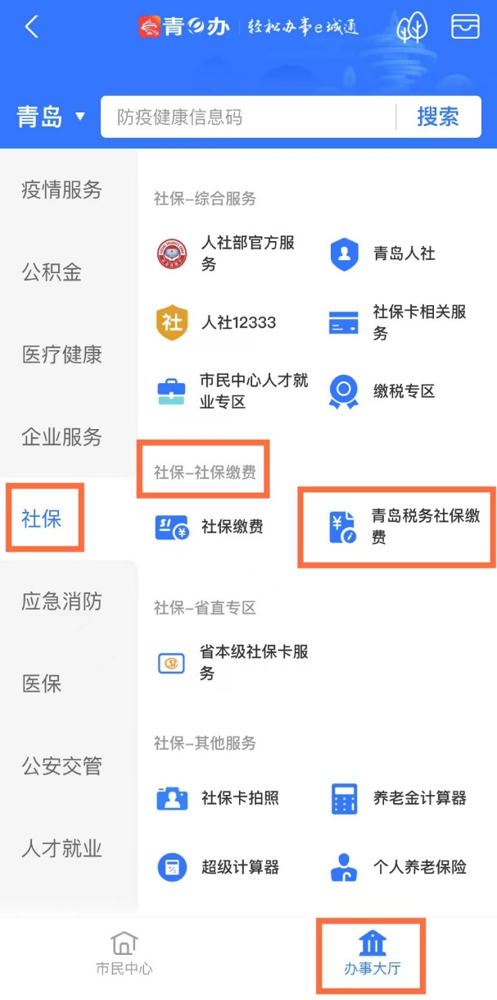 青e办 轻松办事e城通
青岛 防疫健康信息码 搜索
疫情服务
公积金
医疗健康
企业服务
社保
应急消防
医保
公安交管
人才就业
社保-综合服务
人社部官方服
务
青岛人社
社
人社12333
社保卡相关服
务
市民中心人才就
业专区
缴税专区
社保-社保缴费
社保缴费
青岛税务社保缴
费
社保-省直专区
省本级社保卡服
务
社保-其他服务
社保卡拍照
养老金计算器
超级计算器
个人养老保险
市民中心
办事大厅